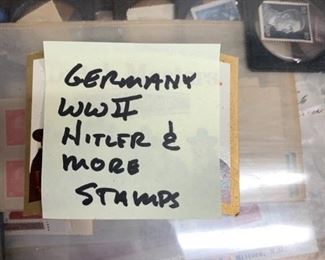 GERMANY
WWII
HITLER &
MORE
STAMPS